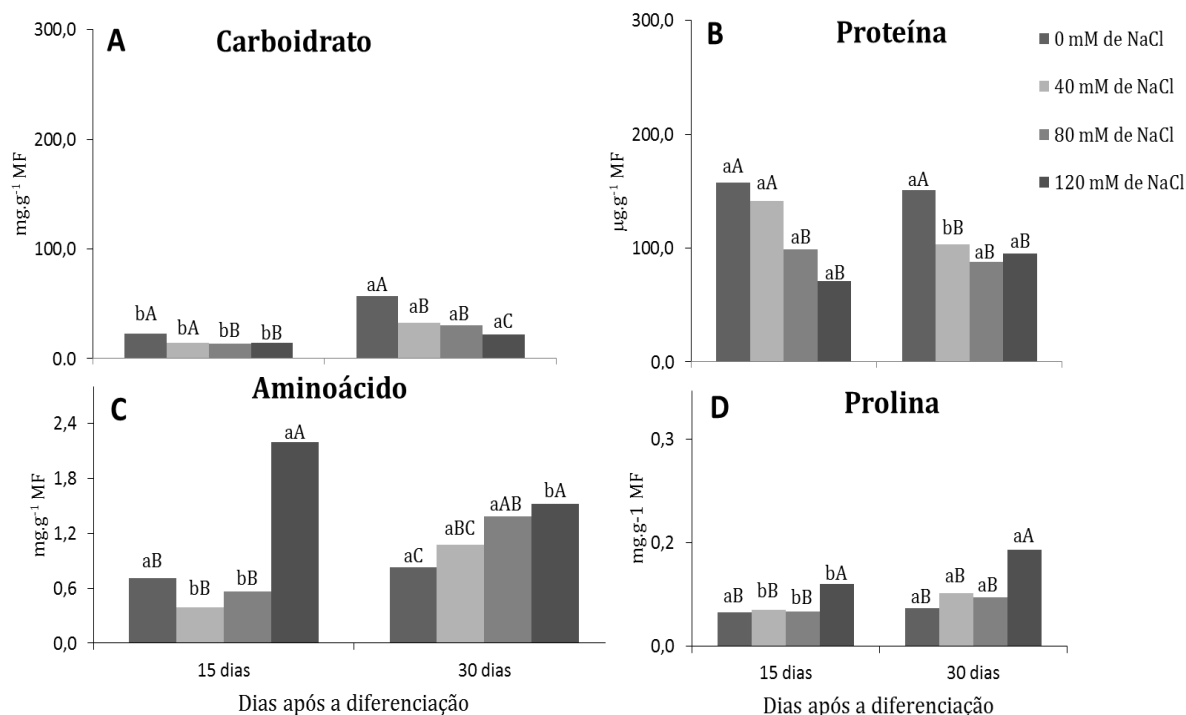 A Carboidrato
300,0
200,0
100,0
0.0
mg.g⁻¹ MF
bA bA bB bB
aA aB aB aC
B Proteína
300,0
200,0
100,0
0.0
µg.g⁻¹ MF
aA aA aB aB
aA bB aB aB
0 mM de NaCl
40 mM de NaCl
80 mM de NaCl
120 mM de NaCl
C Aminoácido
2,4
1,8
1,2
0,6
0,0
mg.g⁻¹ MF
aB bB bB aA
aC aBC aAB bA
15 dias 30 dias
Dias após a diferenciação
D Prolina
0,3
0,2
0.0
mg.g-1 MF
aB bB bB bA
aB aB aB aA
15 dias 30 dias
Dias após a diferenciação